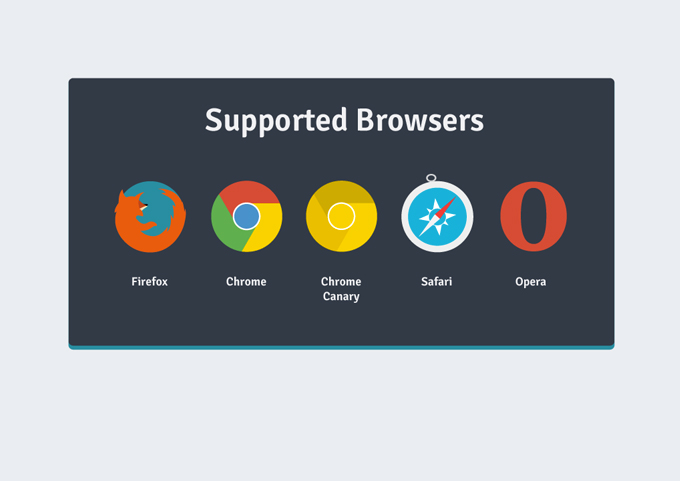 Supported Browsers
Firefox
Chrome
Chrome
Canary
Safari
Opera